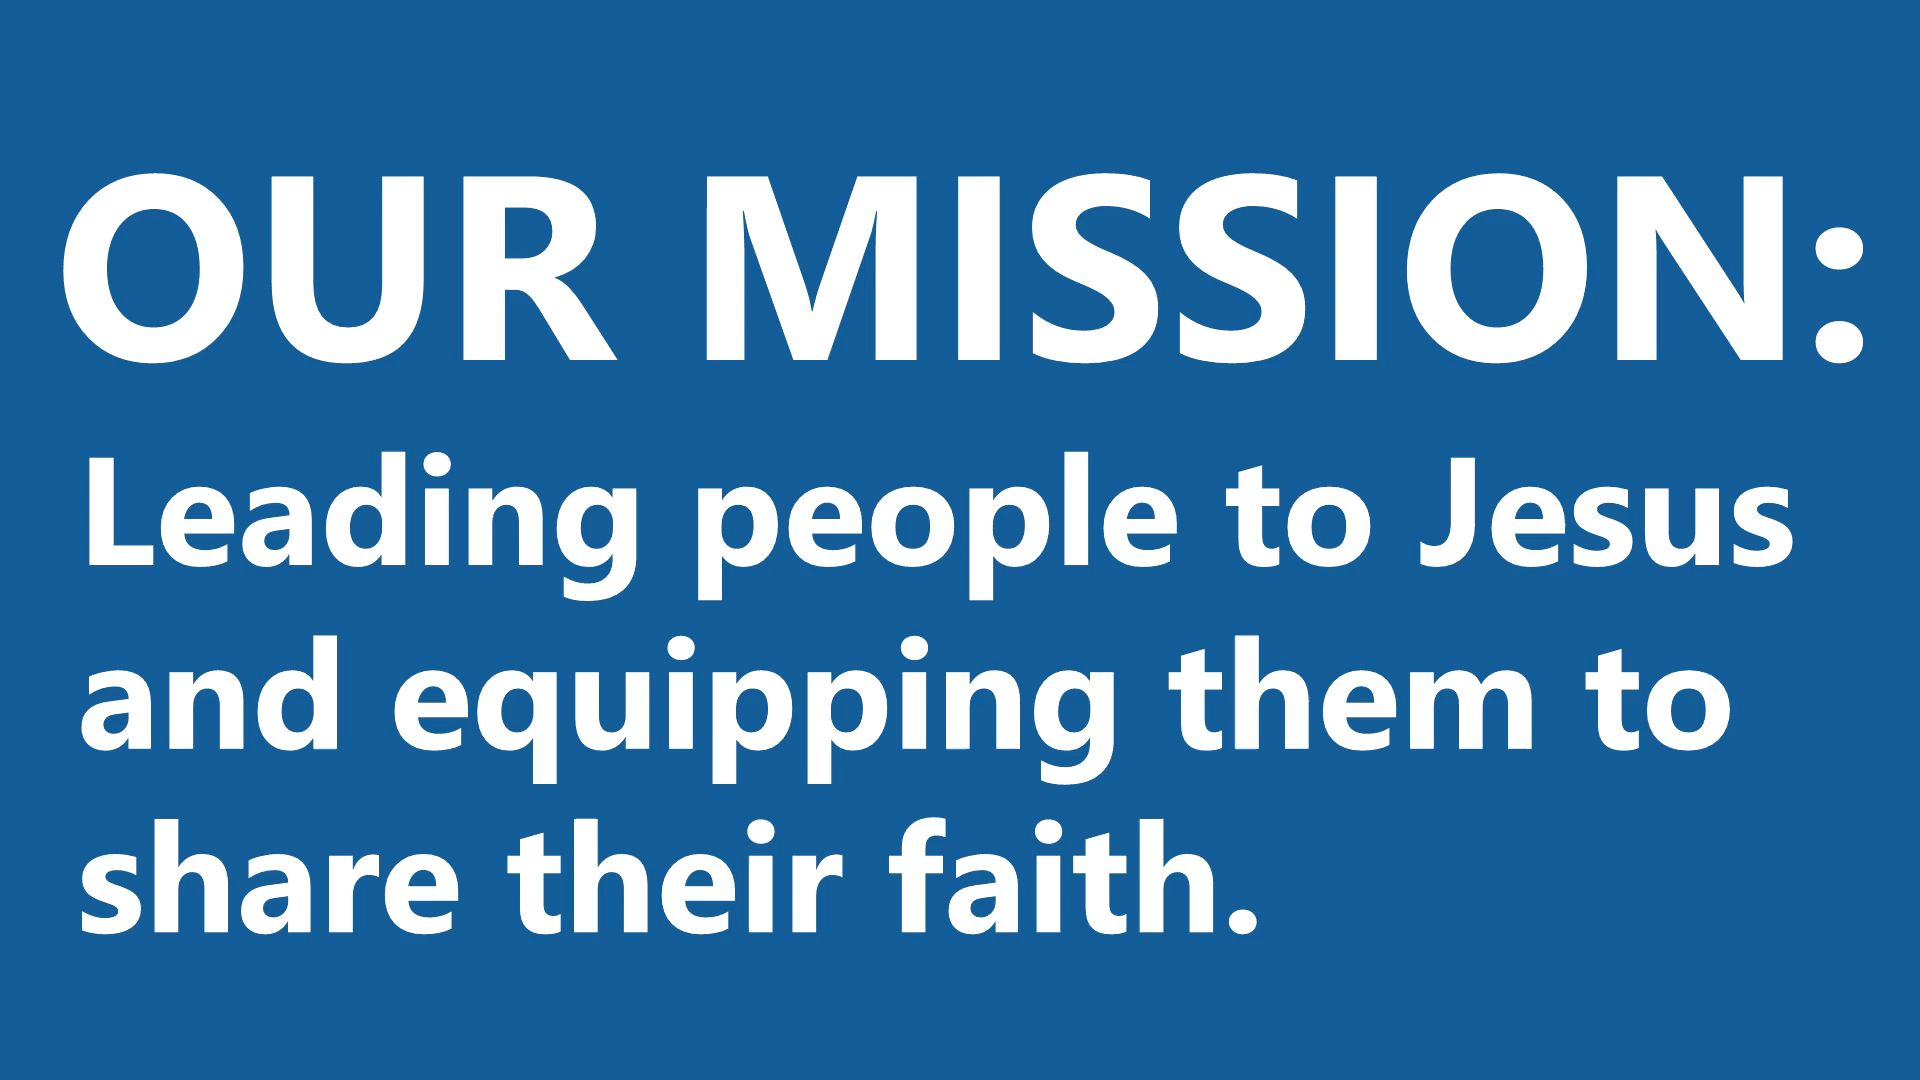 OUR MISSION:
Leading people to Jesus
and equipping them to
share their faith.